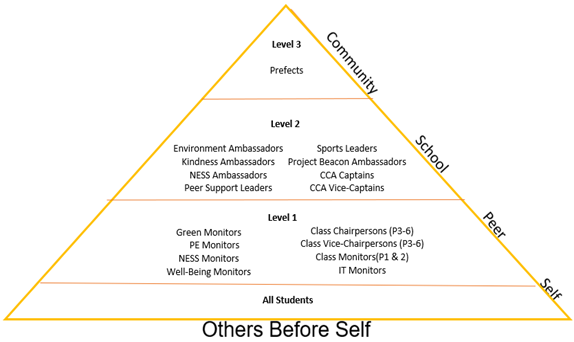 Level 3
Prefects
Community
Level 2
Environment Ambassadors Sports Leaders
Kindness Ambassadors Project Beacon Ambassadors
NESS Ambassadors CCA Captains
Peer Support Leaders CCA Vice-Captains
School
Level 1
Green Monitors Class Chairpersons (P3-6)
PE Monitors Class Vice-Chairpersons (P3-6)
NESS Monitors Class Monitors(P1 & 2)
Well-Being Monitors IT Monitors
Peer
All Students
Self
Others Before Self